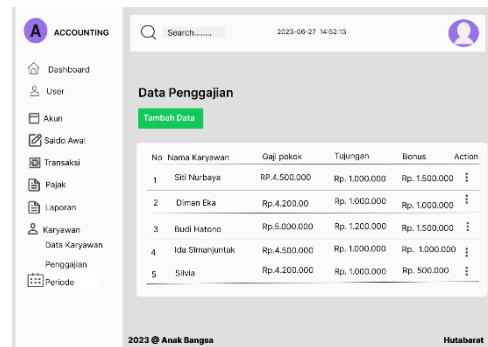 A ACCOUNTING
Search........ 2023-06-27 14:52:13
Dashboard
User
Akun
Saldo Awal
Transaksi
Pajak
Laporan
Karyawan
Data Karyawan
Penggajian
Periode
Data Penggajian
Tambah Data
No Nama Karyawan Gaji pokok Tujungan Bonus Action
1 Siti Nurbaya RP.4.500.000 Rp. 1.000.000 Rp. 1.500.000
2 Diman Eka Rp.4.200.00 Rp. 1.000.000 Rp. 1.000.000
3 Budi Hatono Rp.5.000.000 Rp. 1.200.000 Rp. 1.500.000
4 Ida SImanjuntak Rp.4.500.000 Rp. 1.000.000 Rp. 1.000.000
5 Silvia Rp.4.200.000 Rp. 1.000.000 Rp. 500.000
2023 @ Anak Bangsa Hutabarat